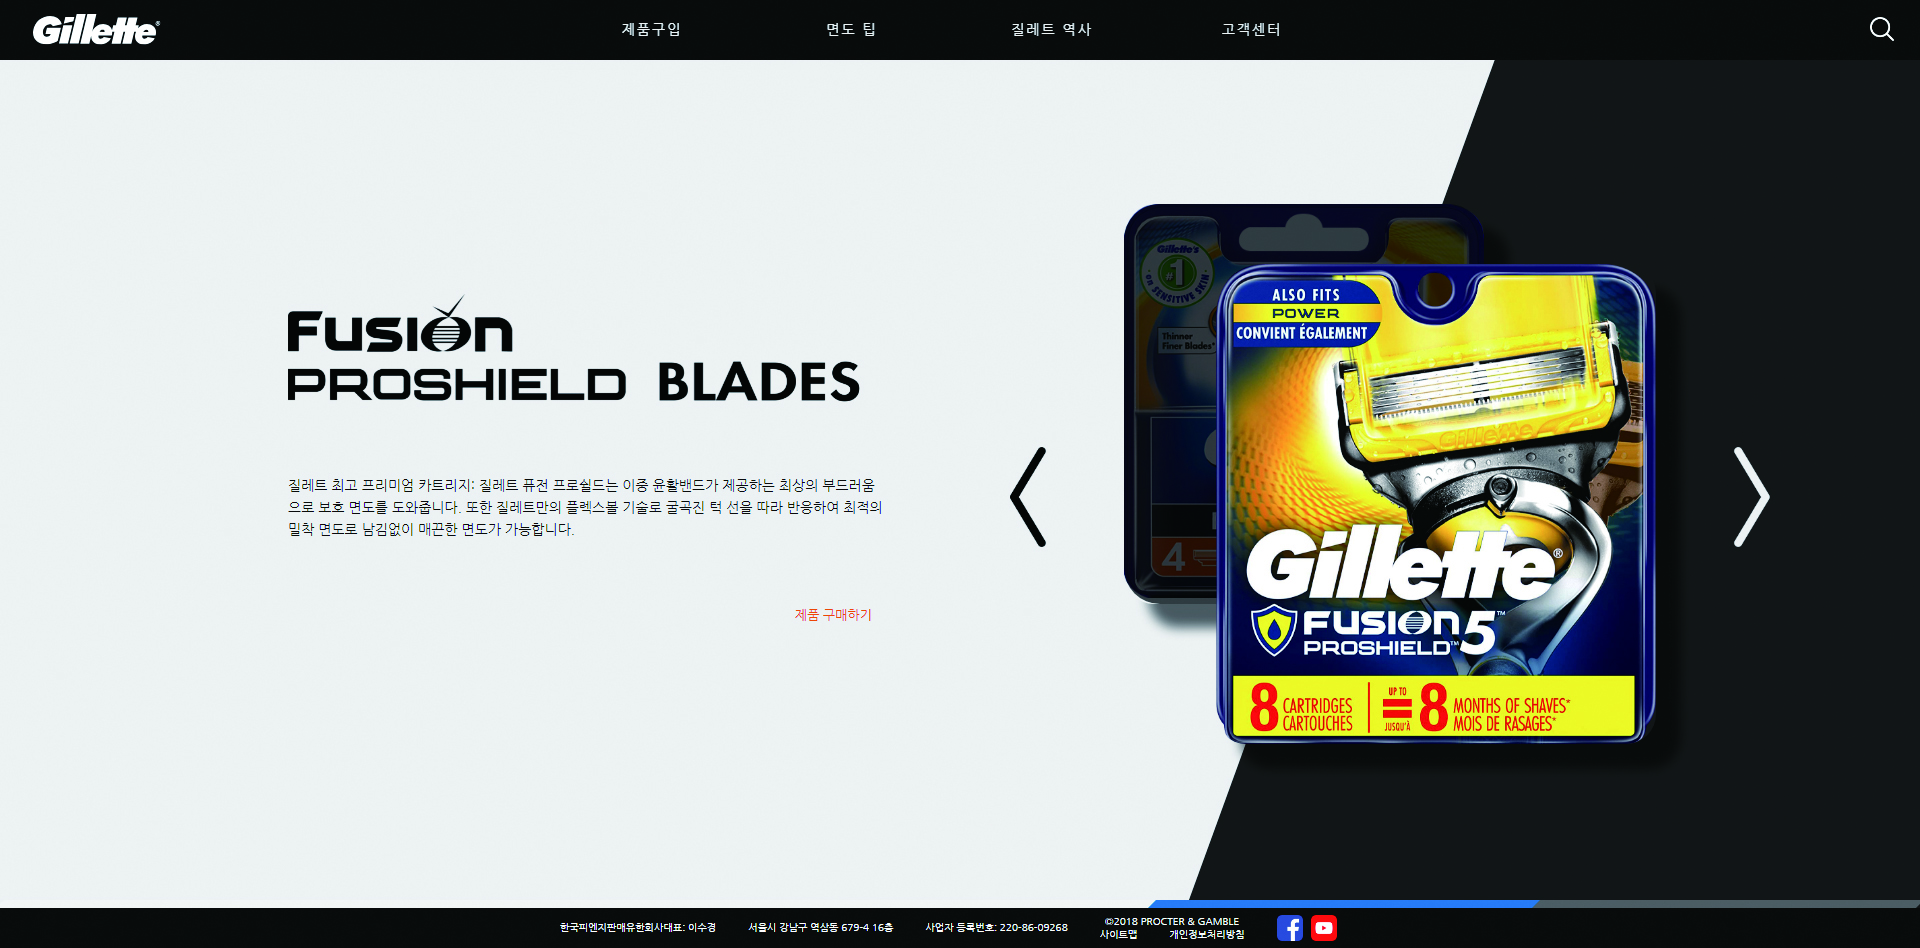 Gillette®
제품구입
면도 팁
질레트 역사
고객센터
FUSION
PROSHIELD BLADES
질레트 최고 프리미엄 카트리지: 질레트 퓨전 프로쉴드는 이중 윤활밴드가 제공하는 최상의 부드러움
으로 보호 면도를 도와줍니다. 또한 질레트만의 플렉스볼 기술로 굴곡진 턱 선을 따라 반응하여 최적의
밀착 면도로 남김없이 매끈한 면도가 가능합니다.
제품 구매하기
Gillette's
#1
ON SENSITIVE SKIN
Thinner
Finer Blades*
4
ALSO FITS
POWER
CONVIENT ÉGALEMENT
Gillette
Gillette®
FUSION5™
PROSHIELD™
8 CARTRIDGES
CARTOUCHES
UP TO
=
JUSQU'À
8 MONTHS OF SHAVES*
MOIS DE RASAGES*
한국피엔지판매유한회사대표: 이수경
서울시 강남구 역삼동 679-4 16층
사업자 등록번호: 220-86-09268
©2018 PROCTER & GAMBLE
사이트맵
개인정보처리방침